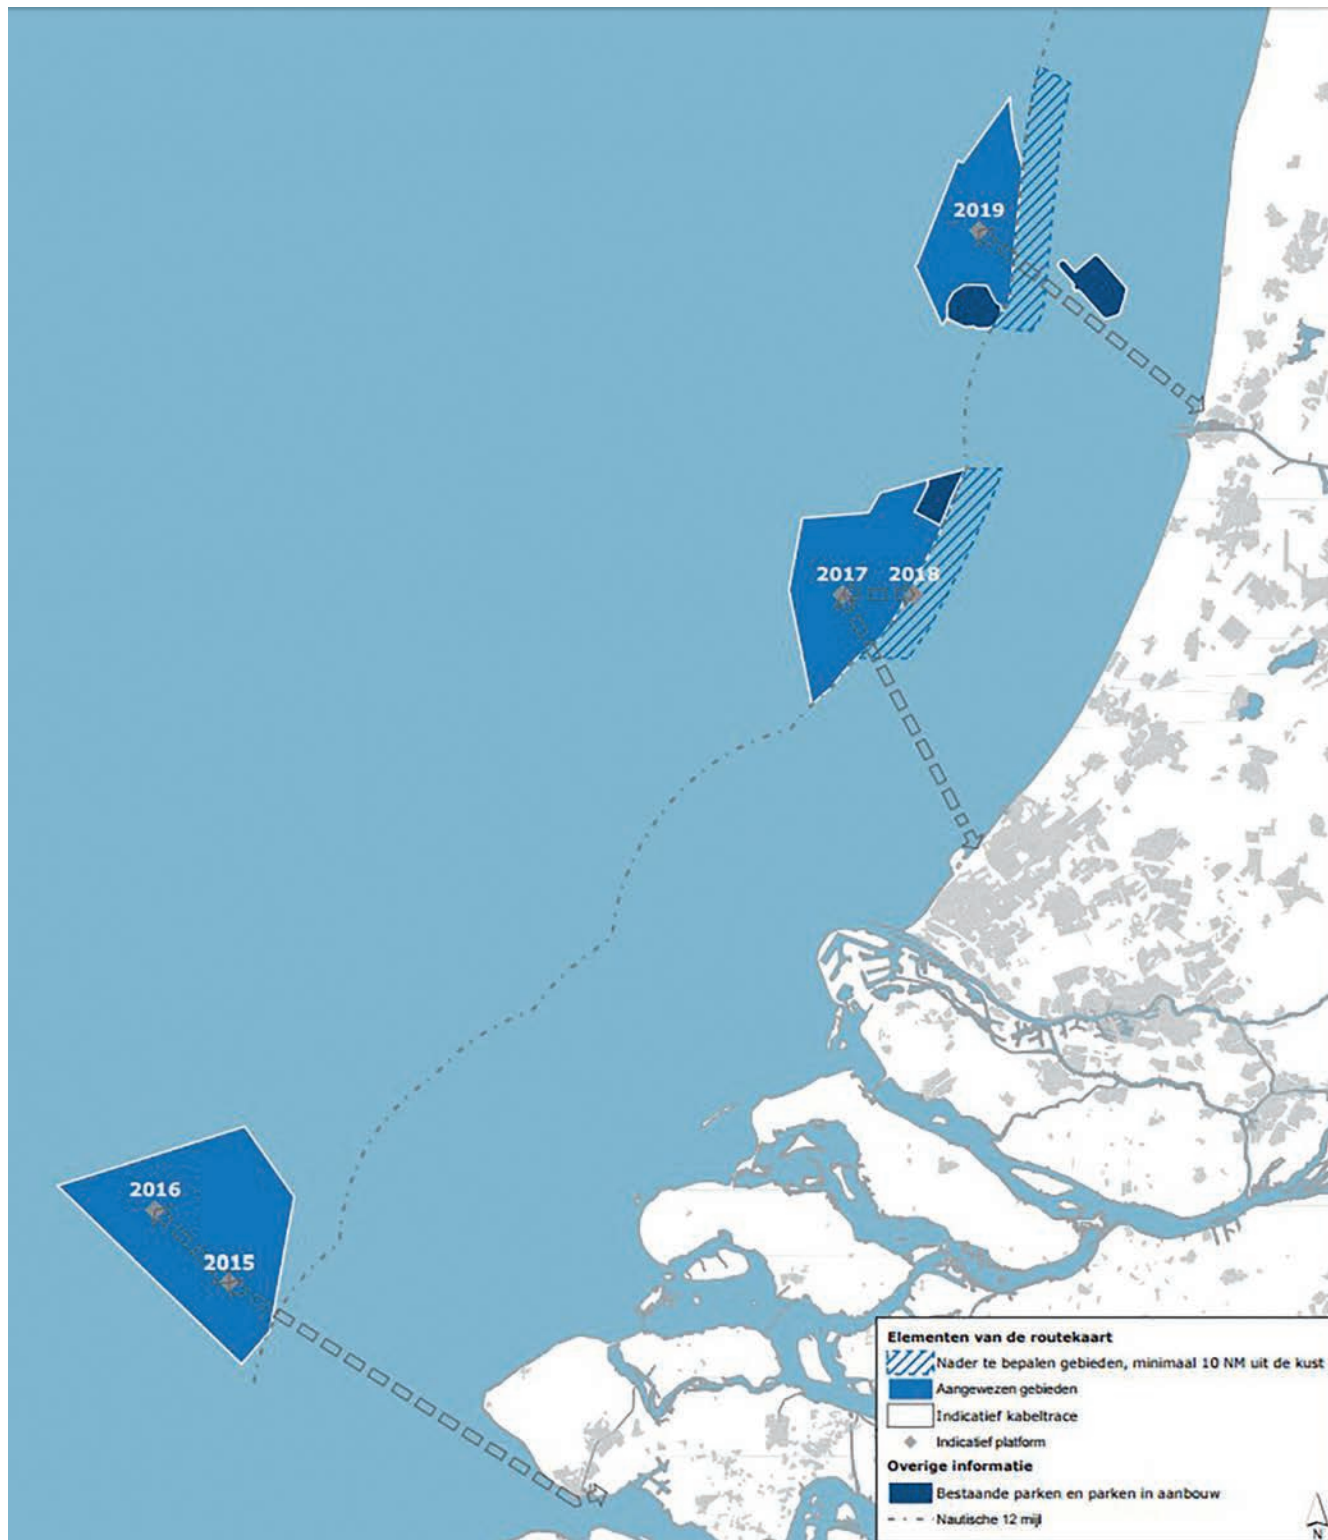 2019
2017 2018
2016
2015
Elementen van de routekaart
Nader te bepalen gebieden, minimaal 10 NM uit de kust
Aangewezen gebieden
Indicatief kabeltrace
Indicatief platform
Overige informatie
Bestaande parken en parken in aanbouw
Nautische 12 mijl
N